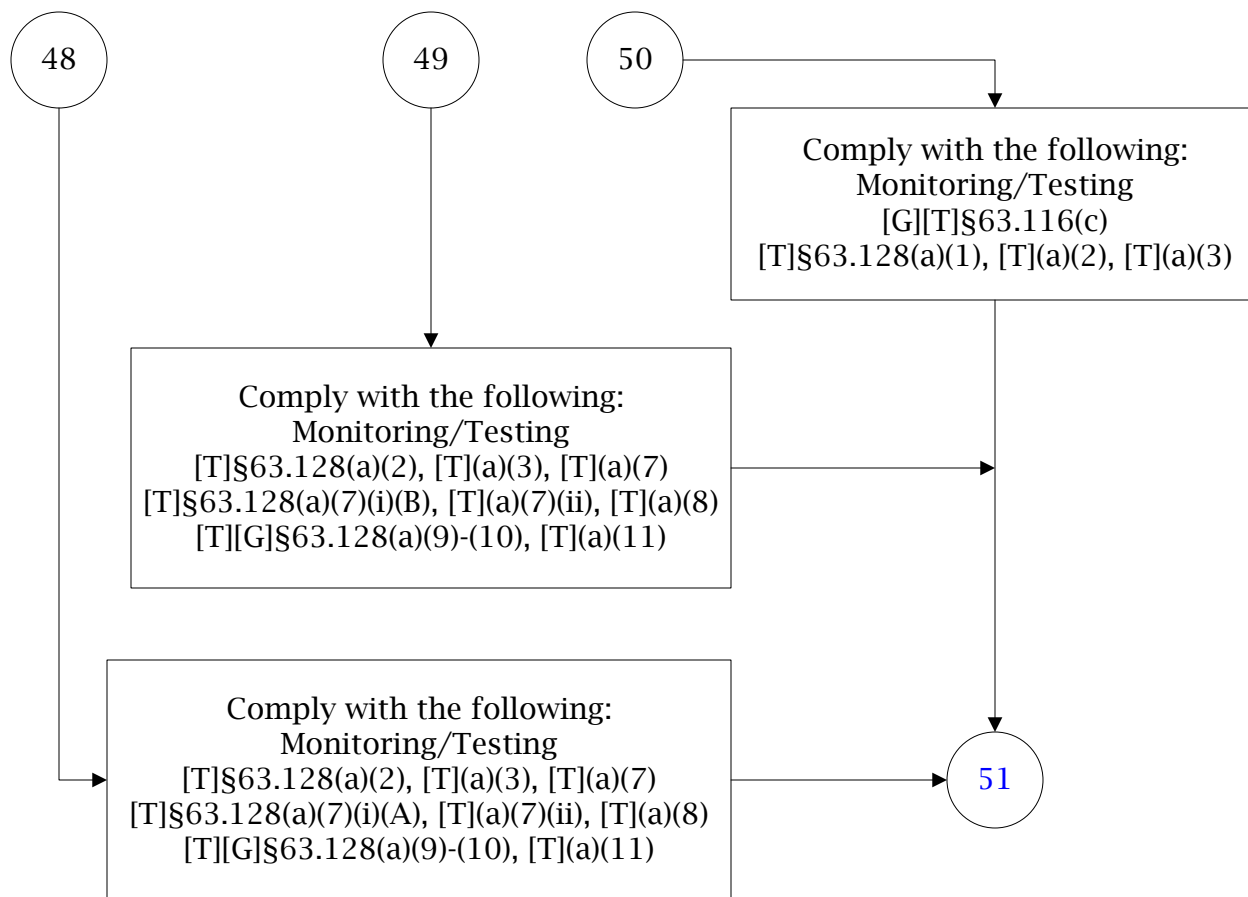 48
49
50
Comply with the following:
Monitoring/Testing
[G][T]§63.116(c)
[T]§63.128(a)(1), [T](a)(2), [T](a)(3)
Comply with the following:
Monitoring/Testing
[T]§63.128(a)(2), [T](a)(3), [T](a)(7)
[T]§63.128(a)(7)(i)(B), [T](a)(7)(ii), [T](a)(8)
[T][G]§63.128(a)(9)-(10), [T](a)(11)
Comply with the following:
Monitoring/Testing
[T]§63.128(a)(2), [T](a)(3), [T](a)(7)
[T]§63.128(a)(7)(i)(A), [T](a)(7)(ii), [T](a)(8)
[T][G]§63.128(a)(9)-(10), [T](a)(11)
51